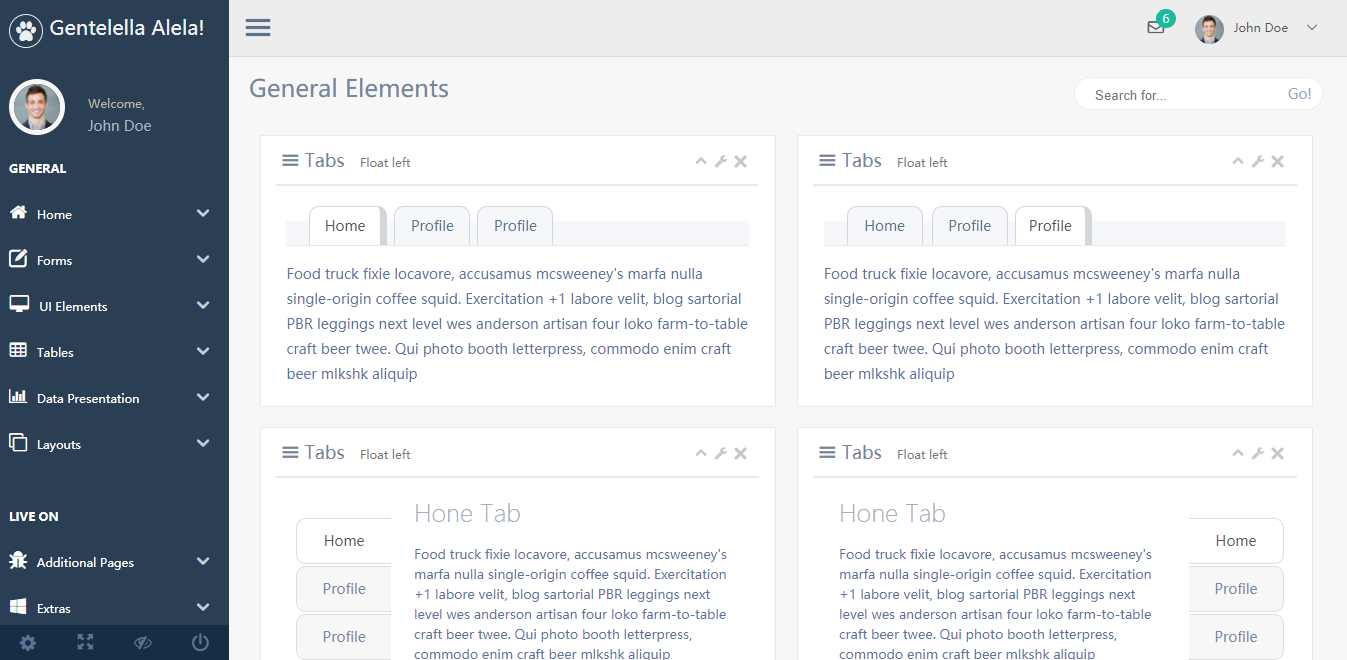 Gentelella Alela!
Welcome,
John Doe
GENERAL
Home
Forms
UI Elements
Tables
Data Presentation
Layouts
LIVE ON
Additional Pages
Extras
6
John Doe
General Elements
Search for...
Go!
Tabs Float left
Home Profile Profile
Food truck fixie locavore, accusamus mcsweeney's marfa nulla
single-origin coffee squid. Exercitation +1 labore velit, blog sartorial
PBR leggings next level wes anderson artisan four loko farm-to-table
craft beer twee. Qui photo booth letterpress, commodo enim craft
beer mlkshk aliquip
Tabs Float left
Home Profile Profile
Food truck fixie locavore, accusamus mcsweeney's marfa nulla
single-origin coffee squid. Exercitation +1 labore velit, blog sartorial
PBR leggings next level wes anderson artisan four loko farm-to-table
craft beer twee. Qui photo booth letterpress, commodo enim craft
beer mlkshk aliquip
Tabs Float left
Home
Profile
Profile
Hone Tab
Food truck fixie locavore, accusamus mcsweeney's
marfa nulla single-origin coffee squid. Exercitation
+1 labore velit, blog sartorial PBR leggings next
level wes anderson artisan four loko farm-to-table
craft beer twee. Qui photo booth letterpress,
commodo enim craft beer mlkshk aliquip
Tabs Float left
Hone Tab
Food truck fixie locavore, accusamus mcsweeney's
marfa nulla single-origin coffee squid. Exercitation
+1 labore velit, blog sartorial PBR leggings next
level wes anderson artisan four loko farm-to-table
craft beer twee. Qui photo booth letterpress,
commodo enim craft beer mlkshk aliquip
Home
Profile
Profile